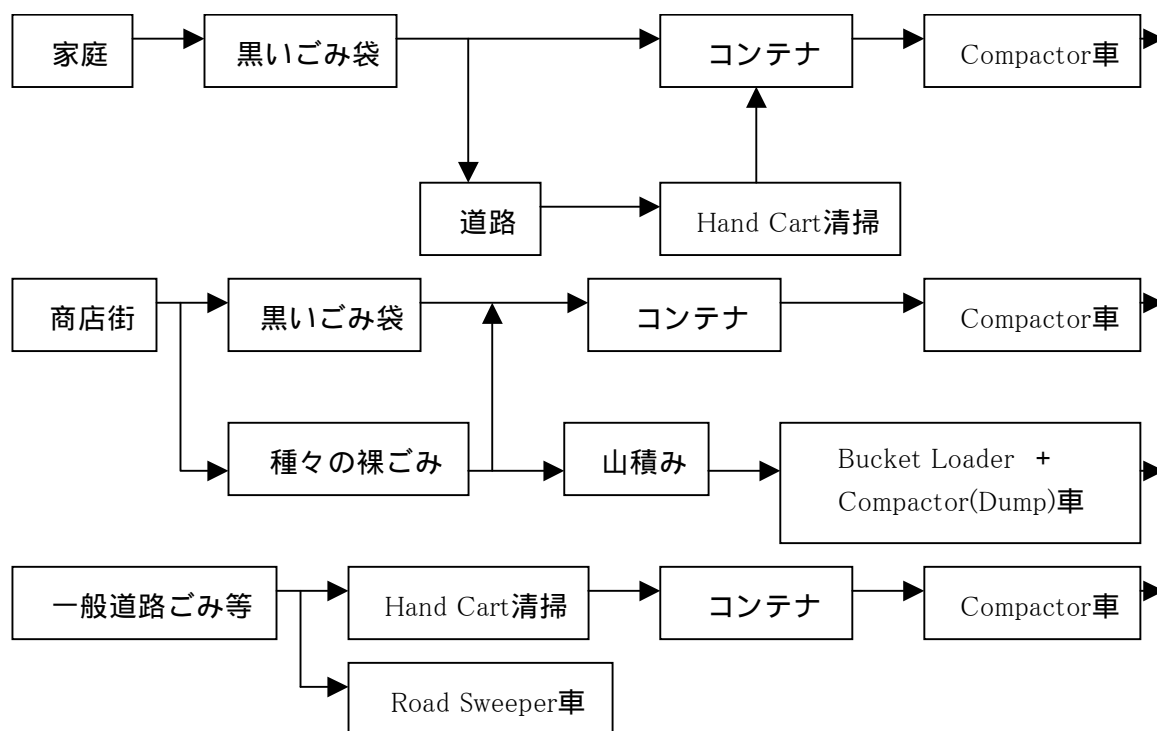 家庭
黒いごみ袋
コンテナ
Compactor車
道路
Hand Cart清掃
商店街
黒いごみ袋
コンテナ
Compactor車
種々の裸ごみ
山積み
Bucket Loader +
Compactor(Dump)車
一般道路ごみ等
Hand Cart清掃
コンテナ
Compactor車
Road Sweeper車